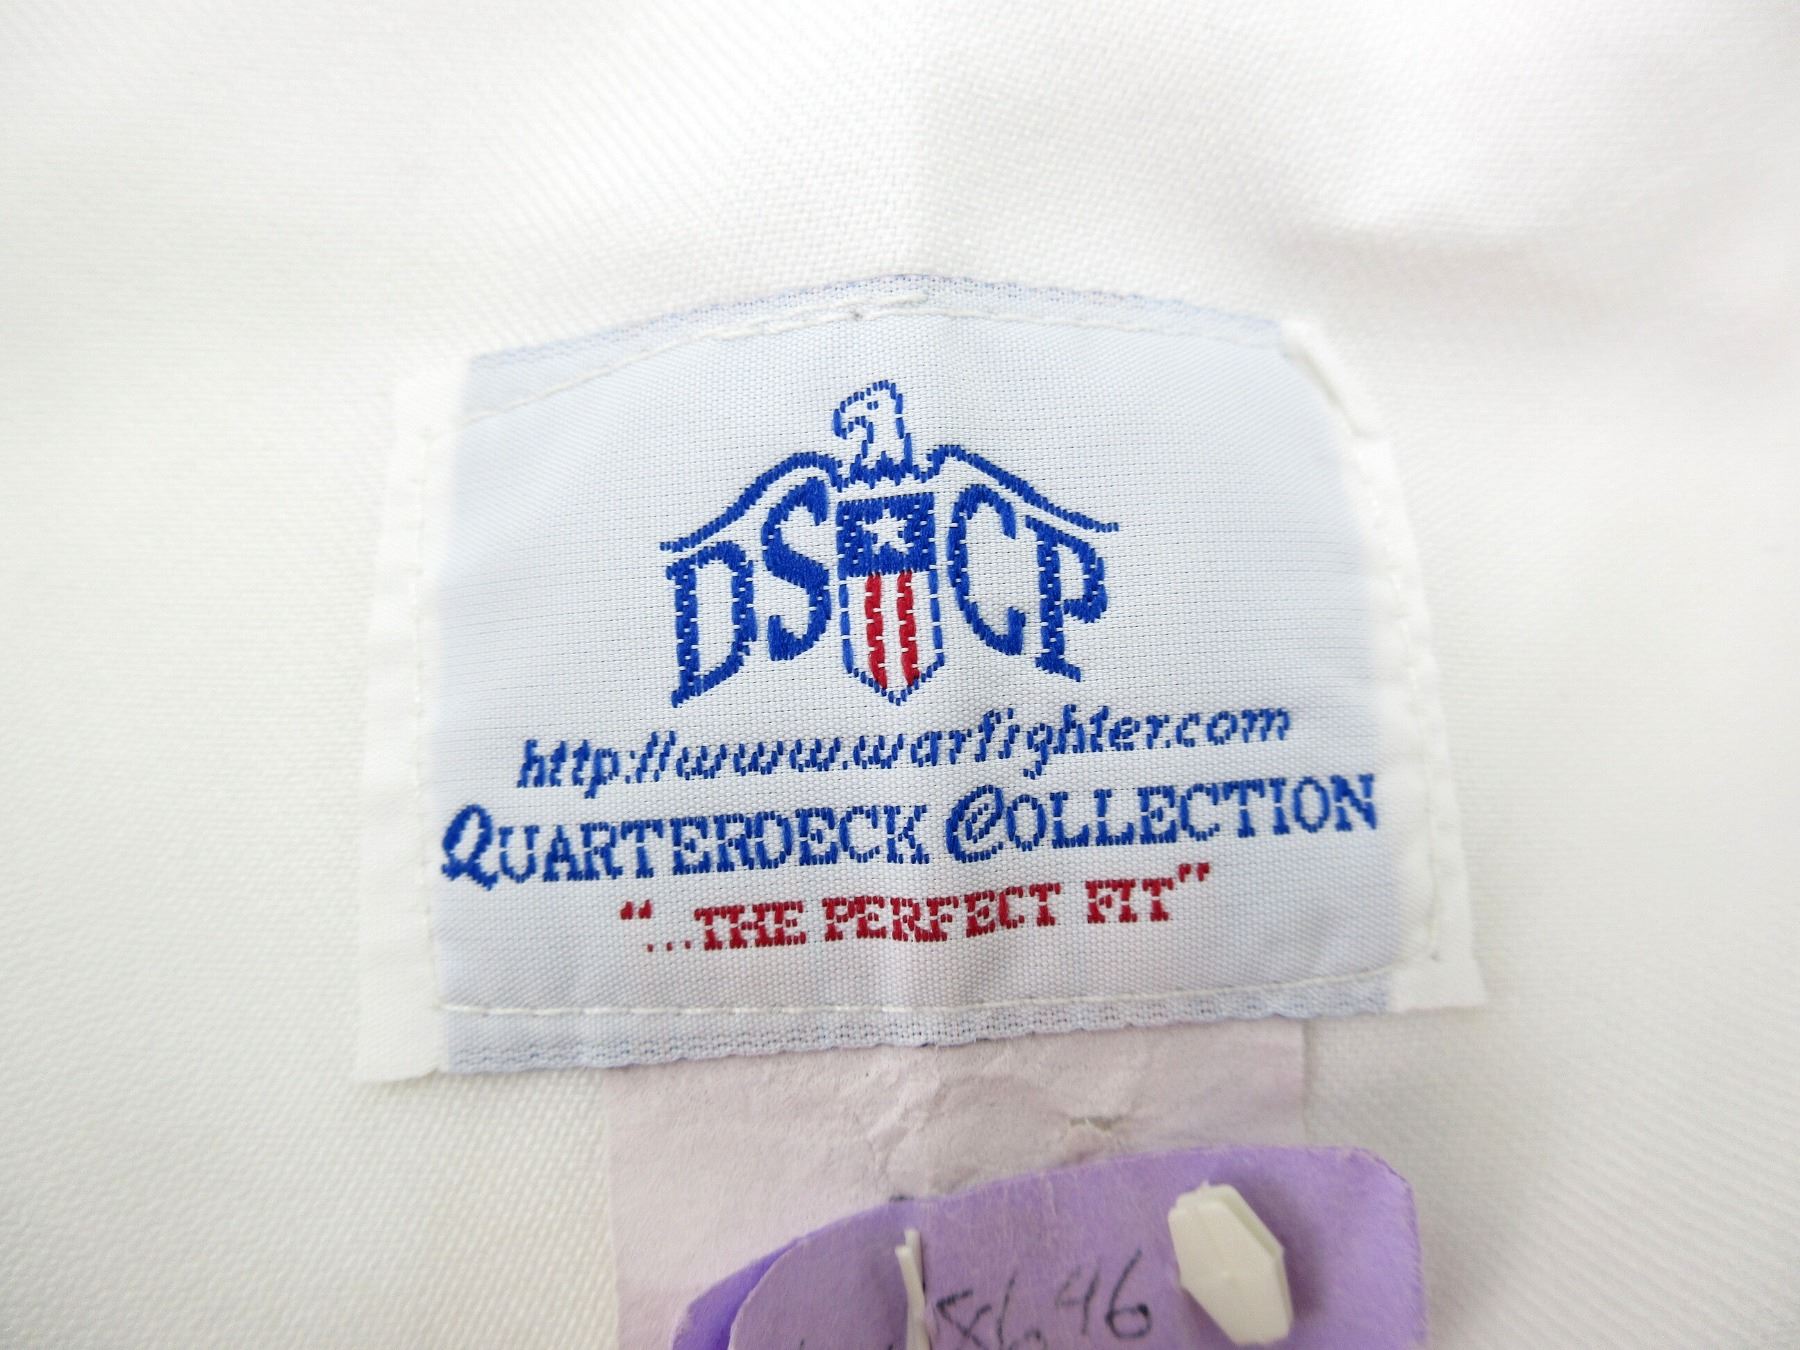 DSCP
http://www.warfighter.com
QUARTERDECK COLLECTION
“...THE PERFECT FIT”